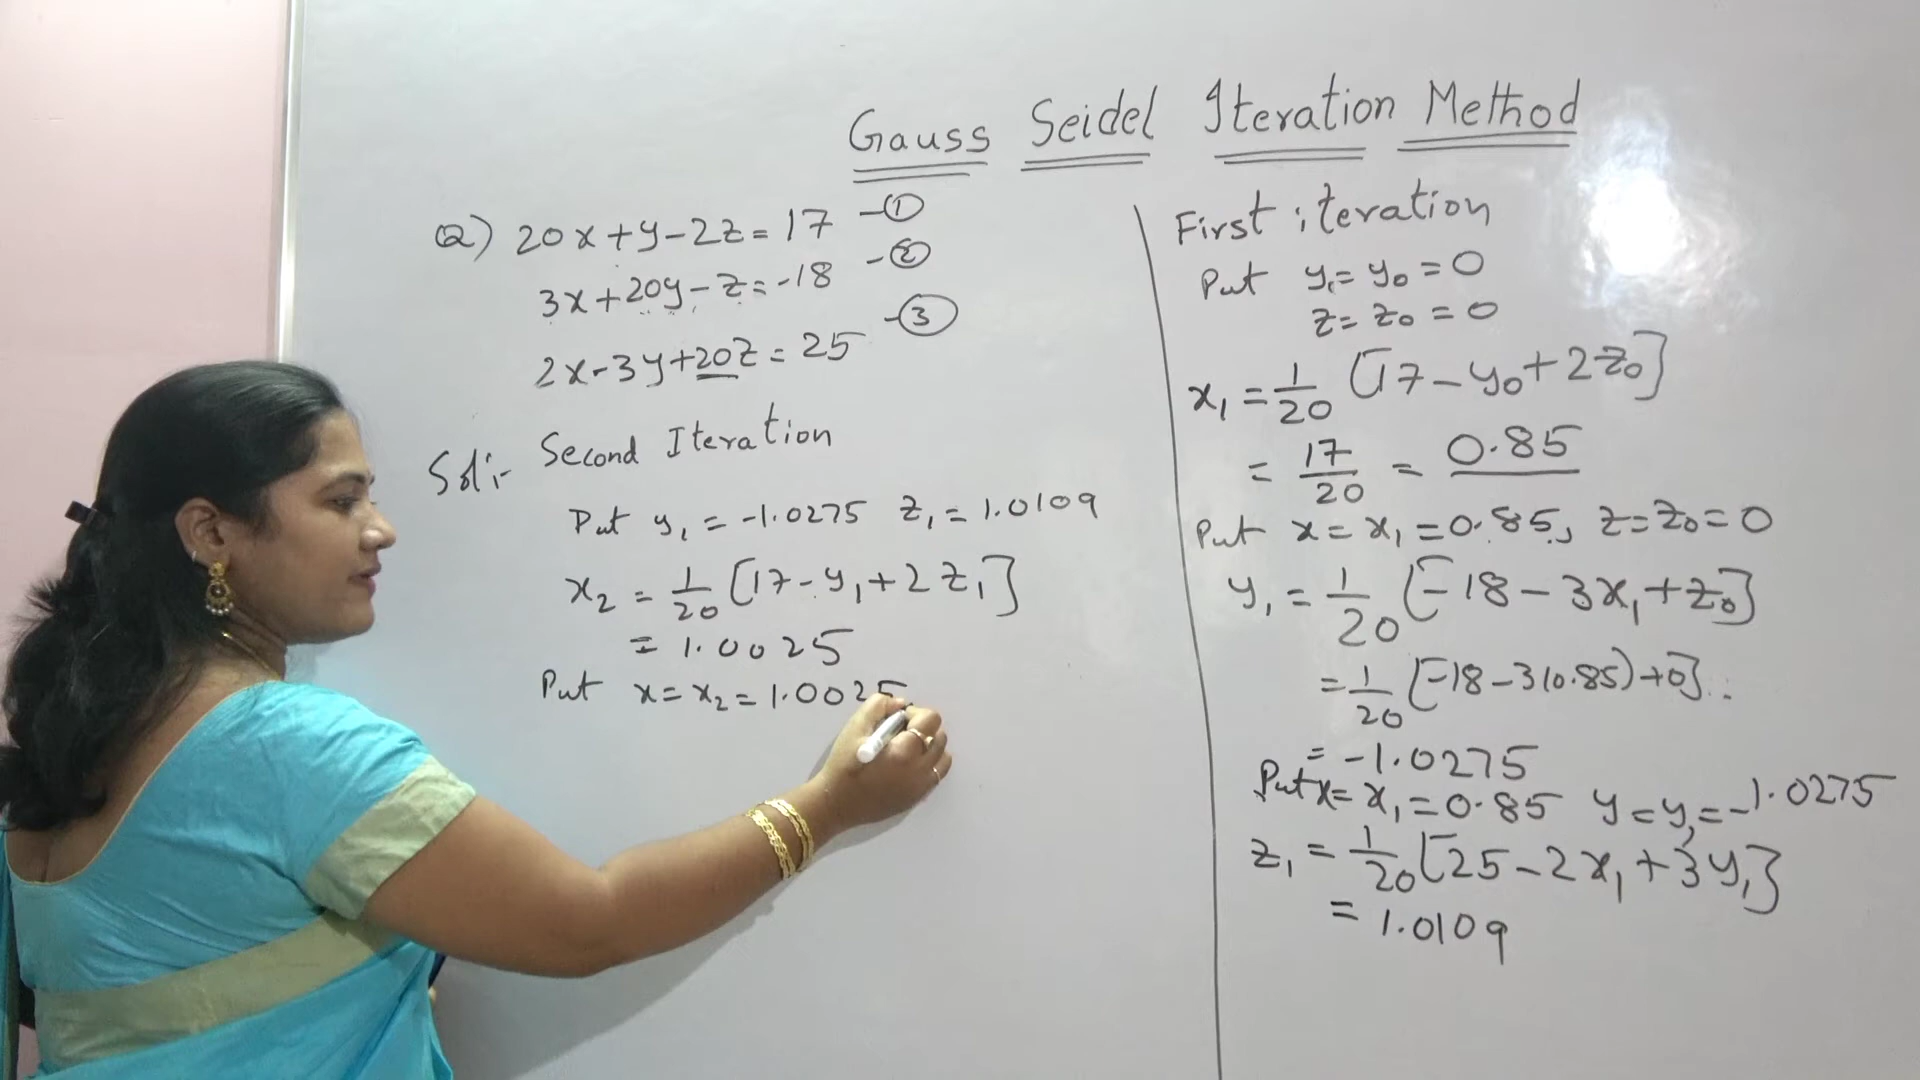 Gauss Seidel Iteration Method
Q) 20x+y-2z=17 -①
3x+20y-z=-18 -②
2x-3y+20z=25 -③
Sol:- Second Iteration
Put y₁=-1.0275 z₁=1.0109
x₂ = 1/20 [17-y₁+2z₁]
= 1.0025
Put x=x₂=1.0025
First iteration
Put y₁=y₀=0
z=z₀=0
x₁=1/20 [17-y₀+2z₀]
= 17/20 = 0.85
Put x=x₁=0.85, z=z₀=0
y₁=1/20 [-18-3x₁+z₀]
=1/20 [-18-3(0.85)+0]
= -1.0275
Put x=x₁=0.85 y=y₁=-1.0275
z₁=1/20 [25-2x₁+3y₁]
= 1.0109